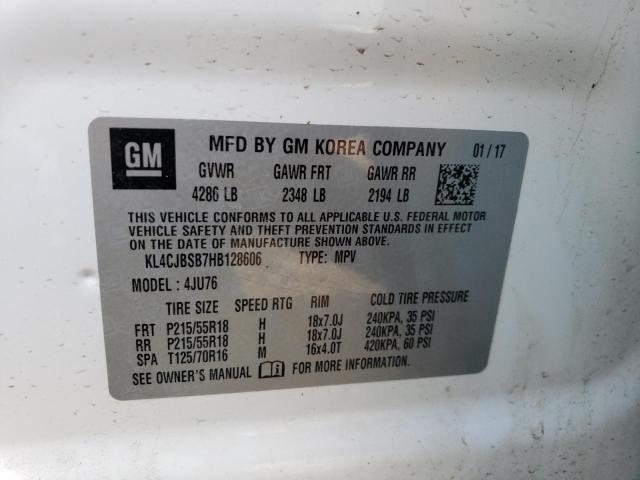 GM MFD BY GM KOREA COMPANY 01 / 17
GVWR GAWR FRT GAWR RR
4286 LB 2348 LB 2194 LB
THIS VEHICLE CONFORMS TO ALL APPLICABLE U.S. FEDERAL MOTOR
VEHICLE SAFETY AND THEFT PREVENTION STANDARDS IN EFFECT
ON THE DATE OF MANUFACTURE SHOWN ABOVE.
KL4CJBSB7HB128606 TYPE: MPV
MODEL : 4JU76
TIRE SIZE SPEED RTG RIM COLD TIRE PRESSURE
FRT P215/55R18 H 18x7.0J 240KPA, 35 PSI
RR P215/55R18 H 18x7.0J 240KPA, 35 PSI
SPA T125/70R16 M 16x4.0T 420KPA, 60 PSI
SEE OWNER'S MANUAL FOR MORE INFORMATION.